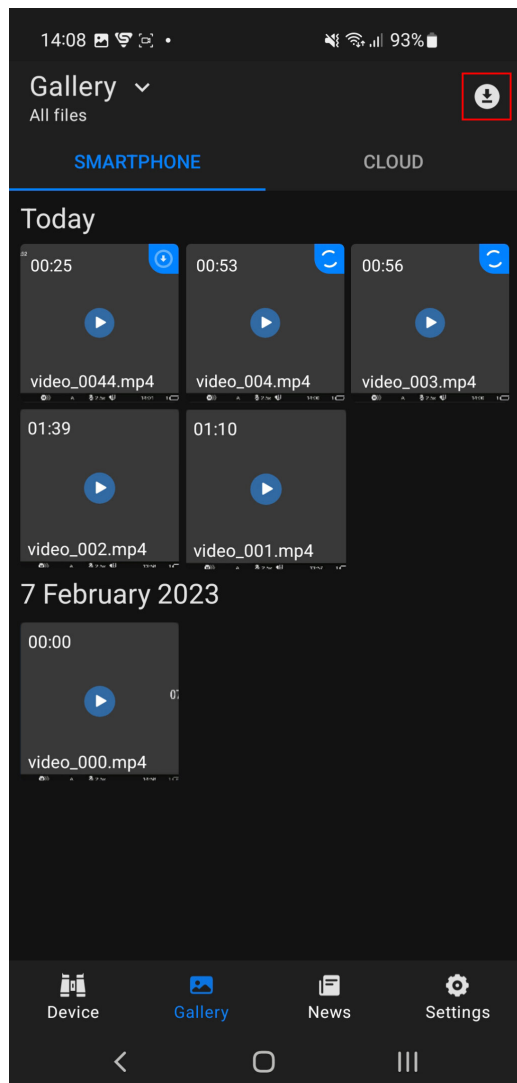 14:08 93%
Gallery
All files
SMARTPHONE CLOUD
Today
00:25 00:53 00:56
video_0044.mp4 video_004.mp4 video_003.mp4
01:39 01:10
video_002.mp4 video_001.mp4
7 February 2023
00:00
video_000.mp4
Device Gallery News Settings